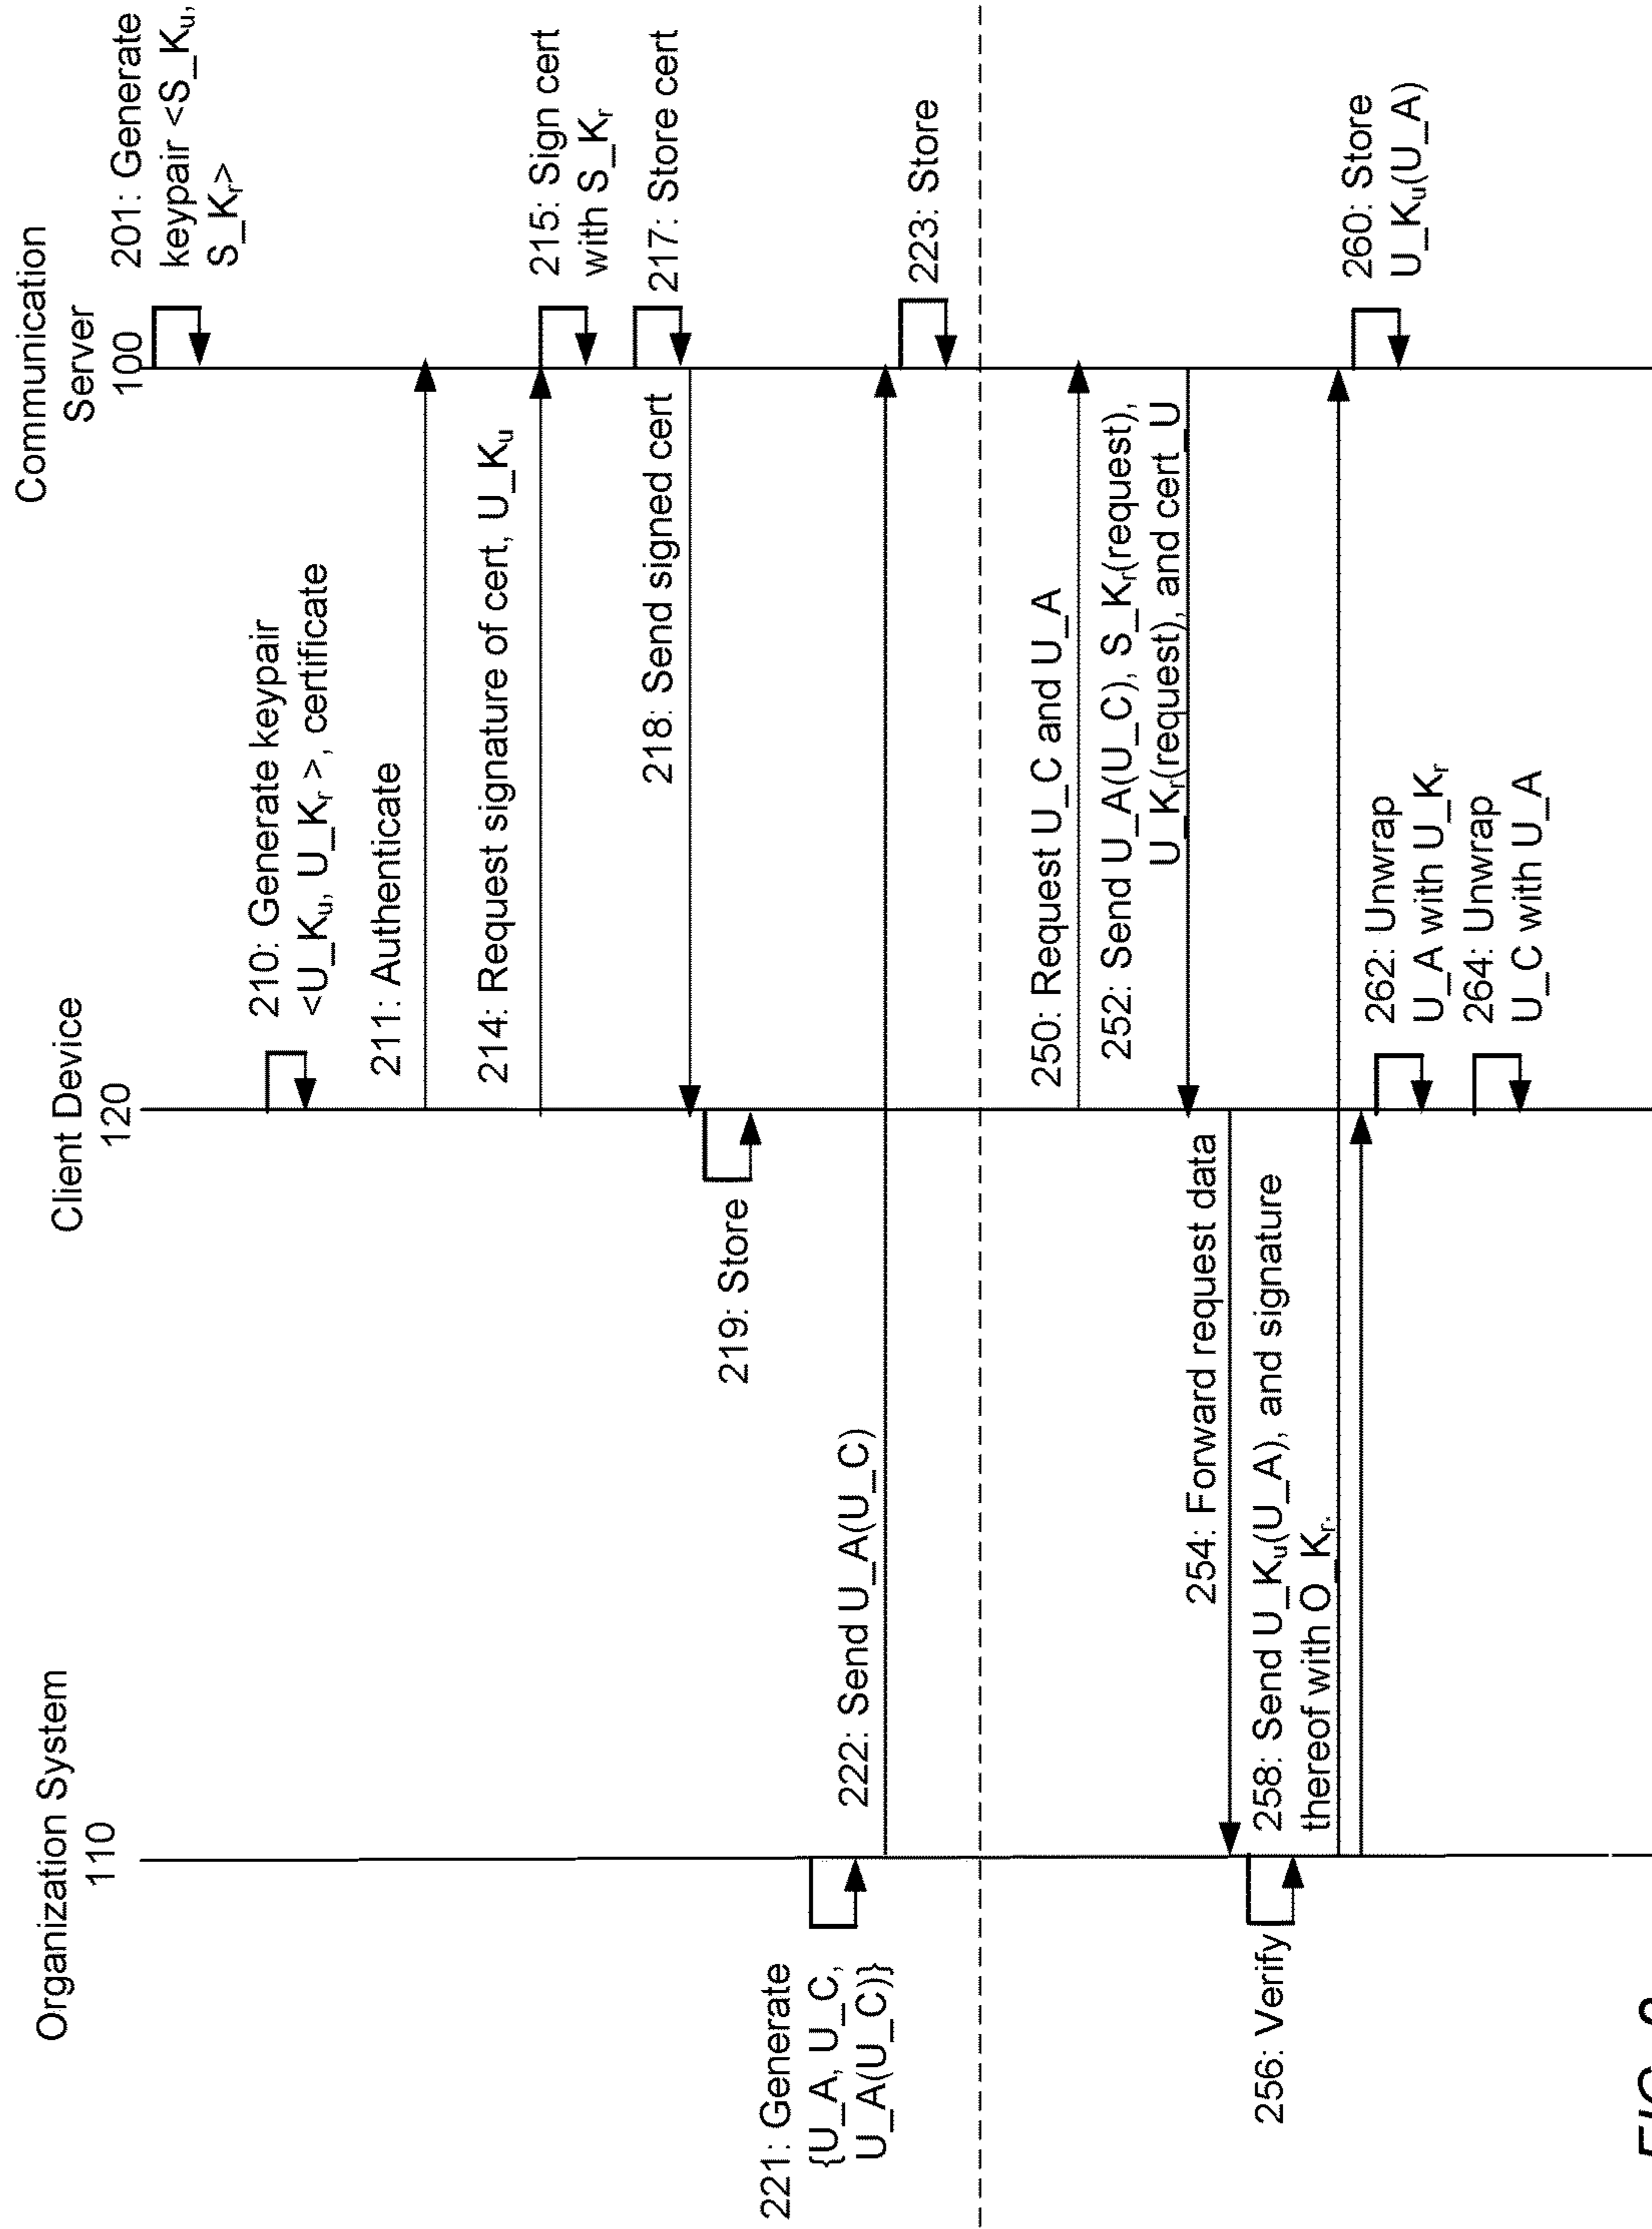 Organization System
110
Client Device
120
Communication
Server
100
201: Generate
keypair <S_Ku,
S_Kr>
210: Generate keypair
<U_Ku, U_Kr >, certificate
211: Authenticate
214: Request signature of cert, U_Ku
215: Sign cert
with S_Kr
217: Store cert
218: Send signed cert
219: Store
221: Generate
{U_A, U_C,
U_A(U_C)}
222: Send U_A(U_C)
223: Store
250: Request U_C and U_A
252: Send U_A(U_C), S_Kr(request),
U_Kr(request), and cert_U
254: Forward request data
256: Verify
258: Send U_Ku(U_A), and signature
thereof with O_Kr.
260: Store
U_Ku(U_A)
262: Unwrap
U_A with U_Kr
264: Unwrap
U_C with U_A
FIG.